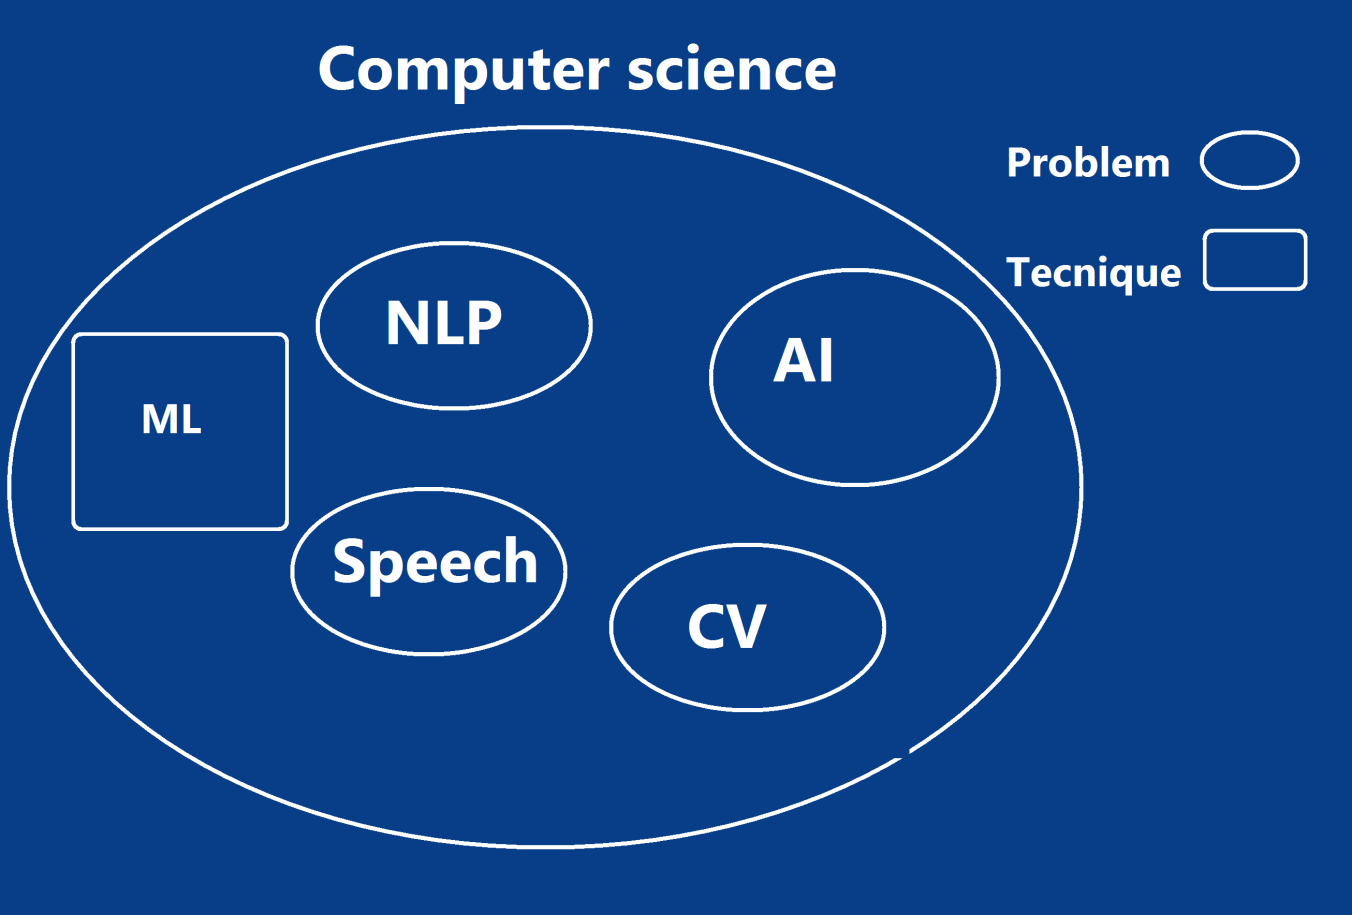 Computer science
Problem
Tecnique
NLP
AI
ML
Speech
CV